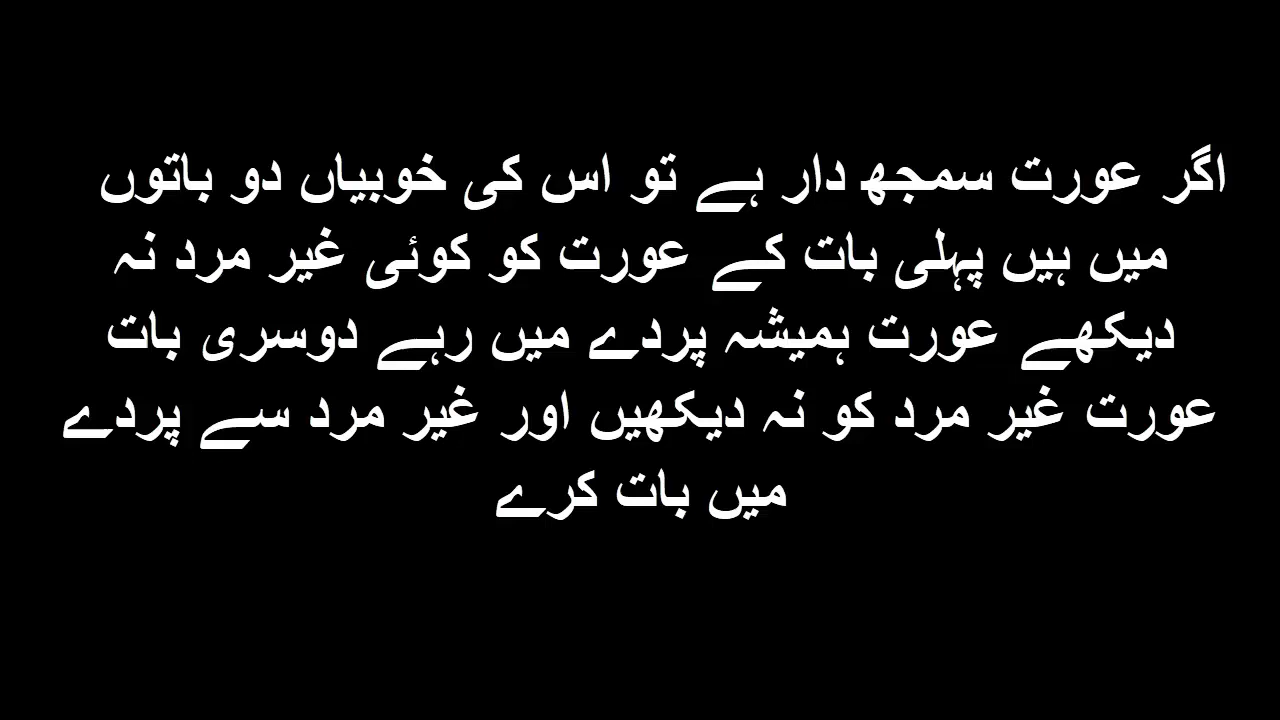 اگر عورت سمجھ دار ہے تو اس کی خوبیاں دو باتوں
میں ہیں پہلی بات کے عورت کو کوئی غیر مرد نہ
دیکھے عورت ہمیشہ پردے میں رہے دوسری بات
عورت غیر مرد کو نہ دیکھیں اور غیر مرد سے پردے
میں بات کرے